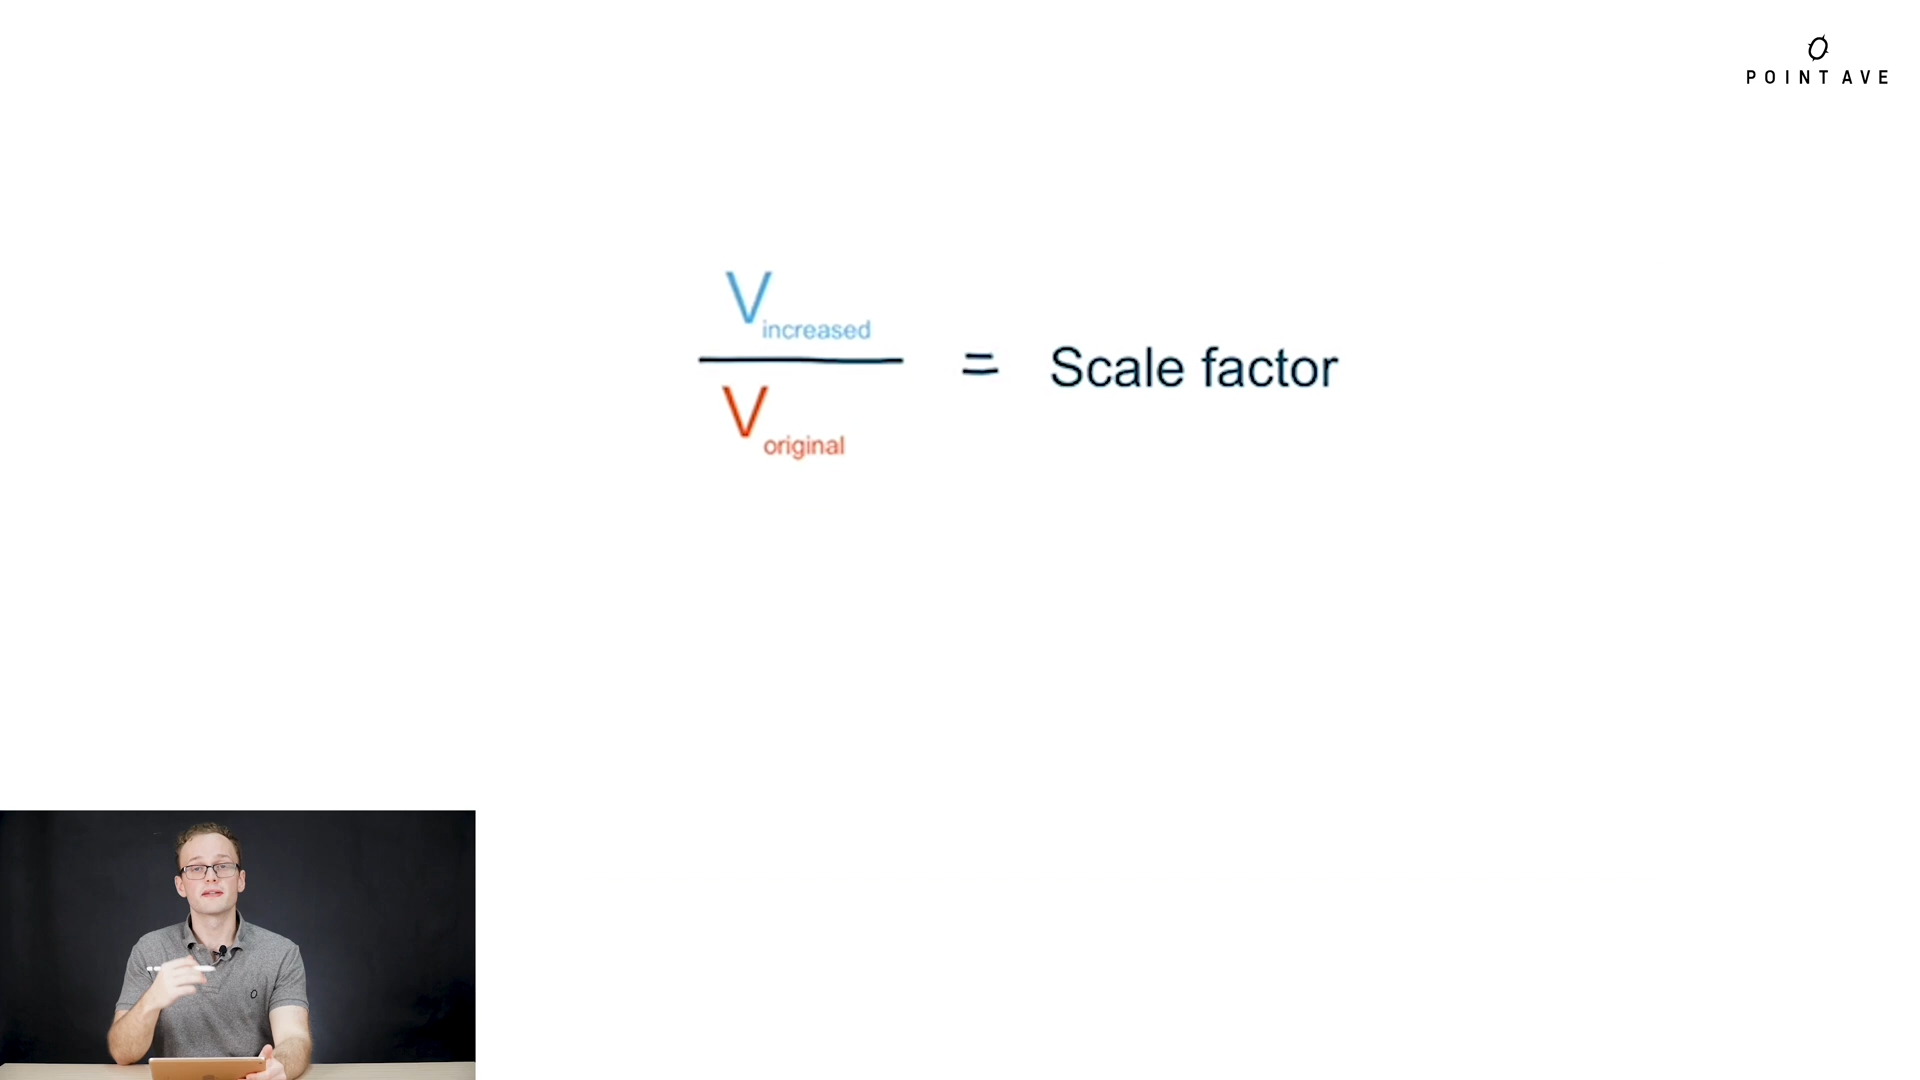 POINT AVE
V increased
= Scale factor
V original